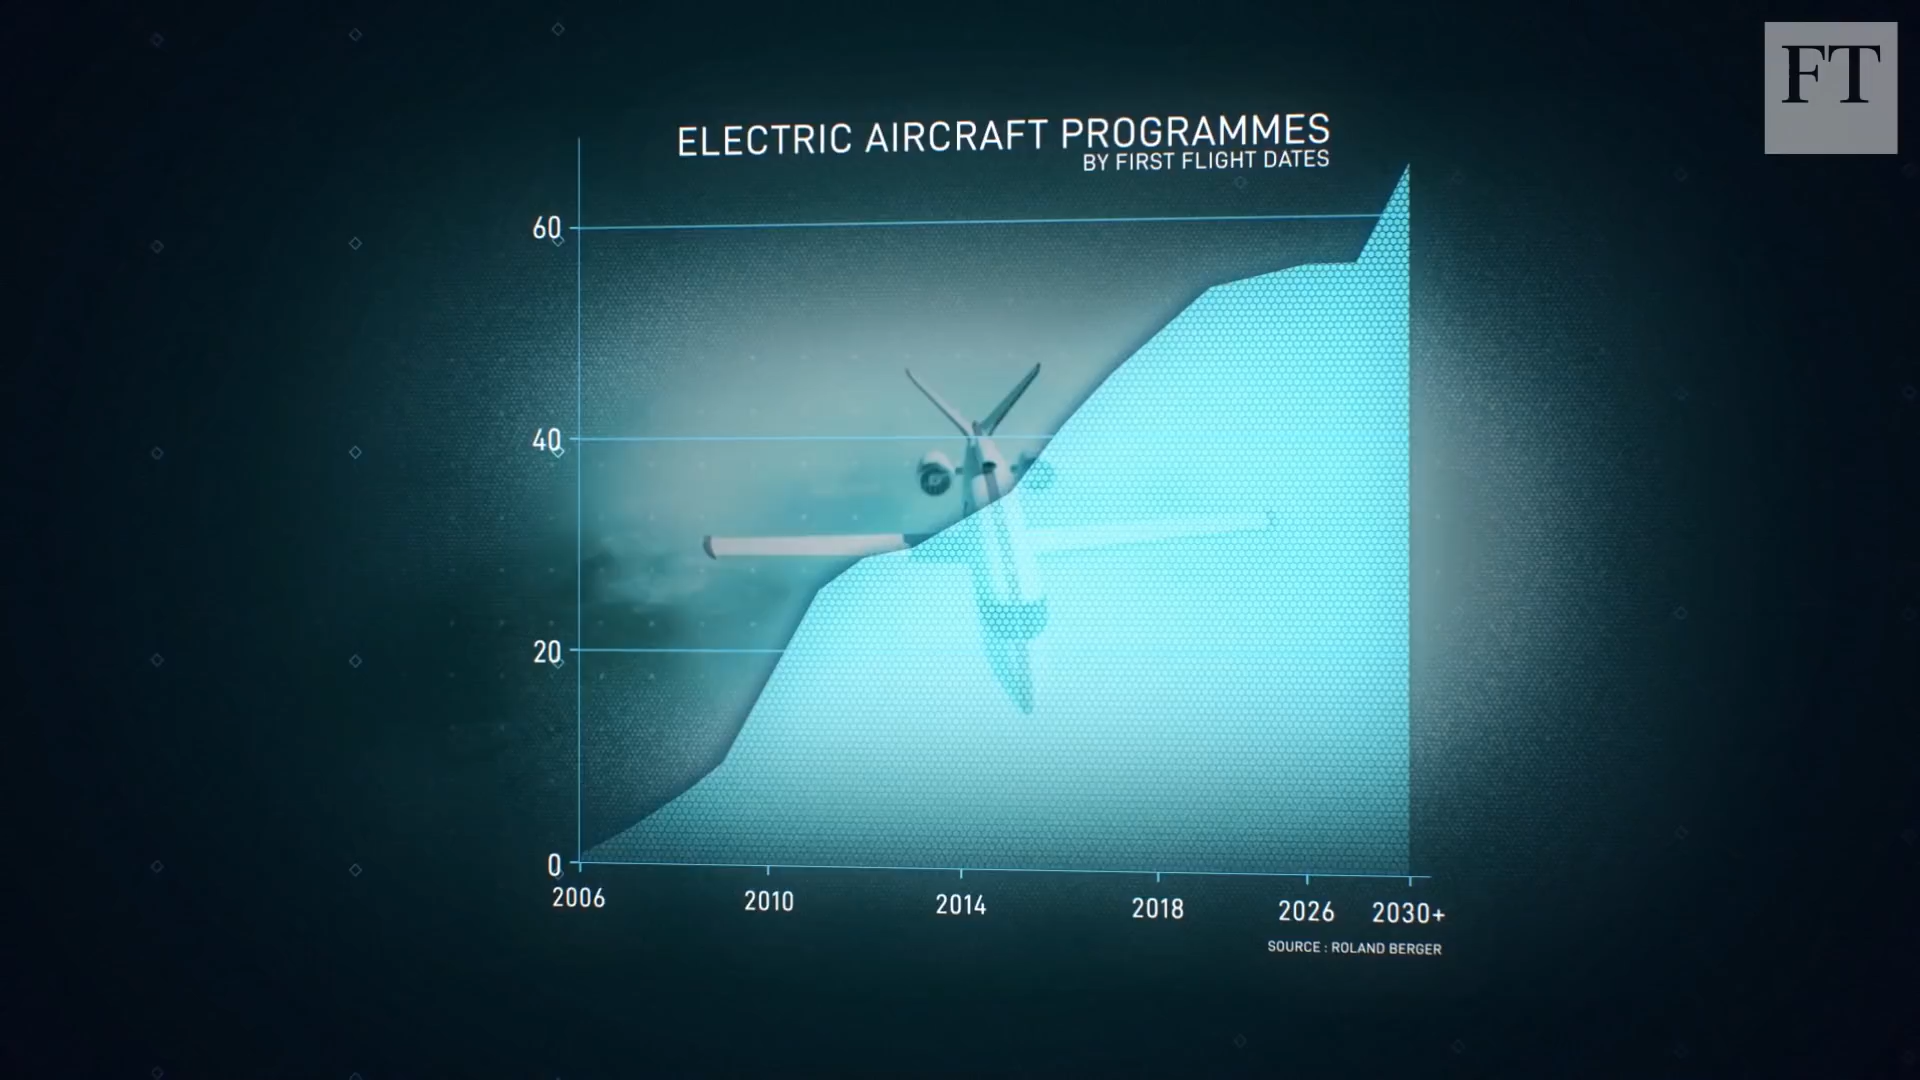 FT
ELECTRIC AIRCRAFT PROGRAMMES
BY FIRST FLIGHT DATES
60
40
20
0
2006 2010 2014 2018 2026 2030+
SOURCE : ROLAND BERGER